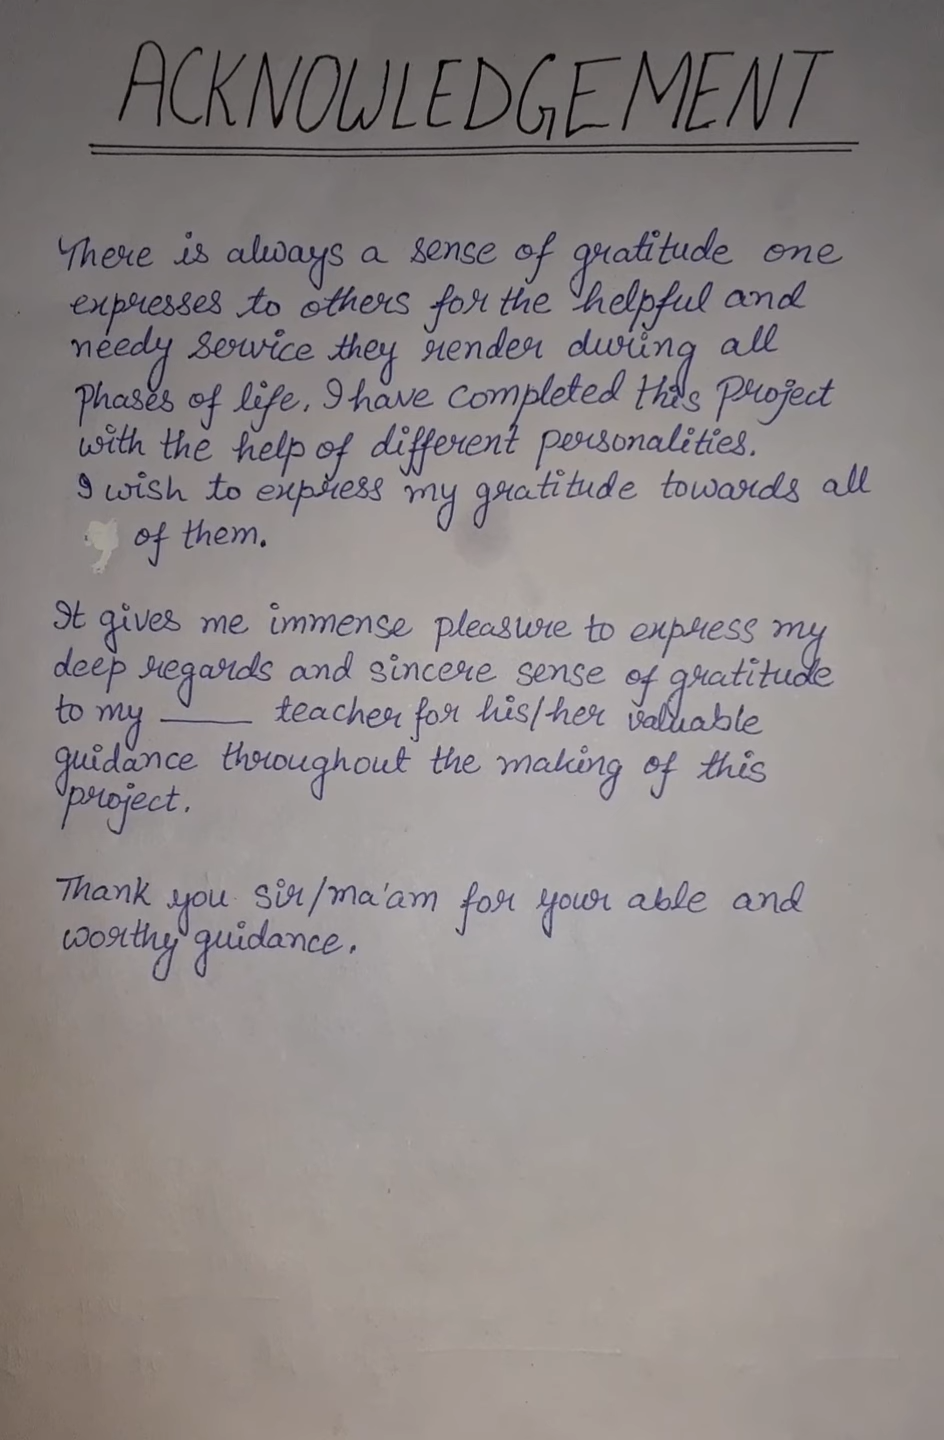 ACKNOWLEDGEMENT
There is always a sense of gratitude one
expresses to others for the helpful and
needy service they render during all
phases of life. I have completed this project
with the help of different personalities.
I wish to express my gratitude towards all
of them.
It gives me immense pleasure to express my
deep regards and sincere sense of gratitude
to my ____ teacher for his/her valuable
guidance throughout the making of this
project.
Thank you sir/ma'am for your able and
worthy guidance.